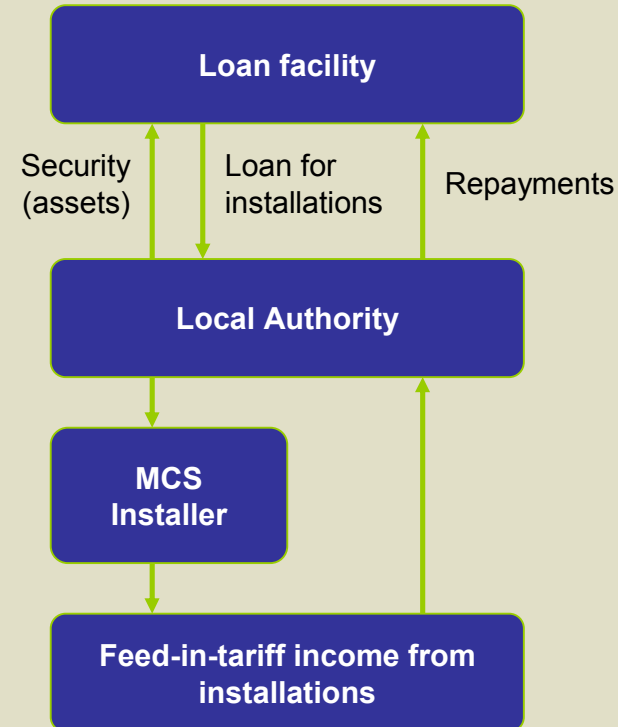 Loan facility
Security
(assets)
Loan for
installations
Repayments
Local Authority
MCS
Installer
Feed-in-tariff income from
installations